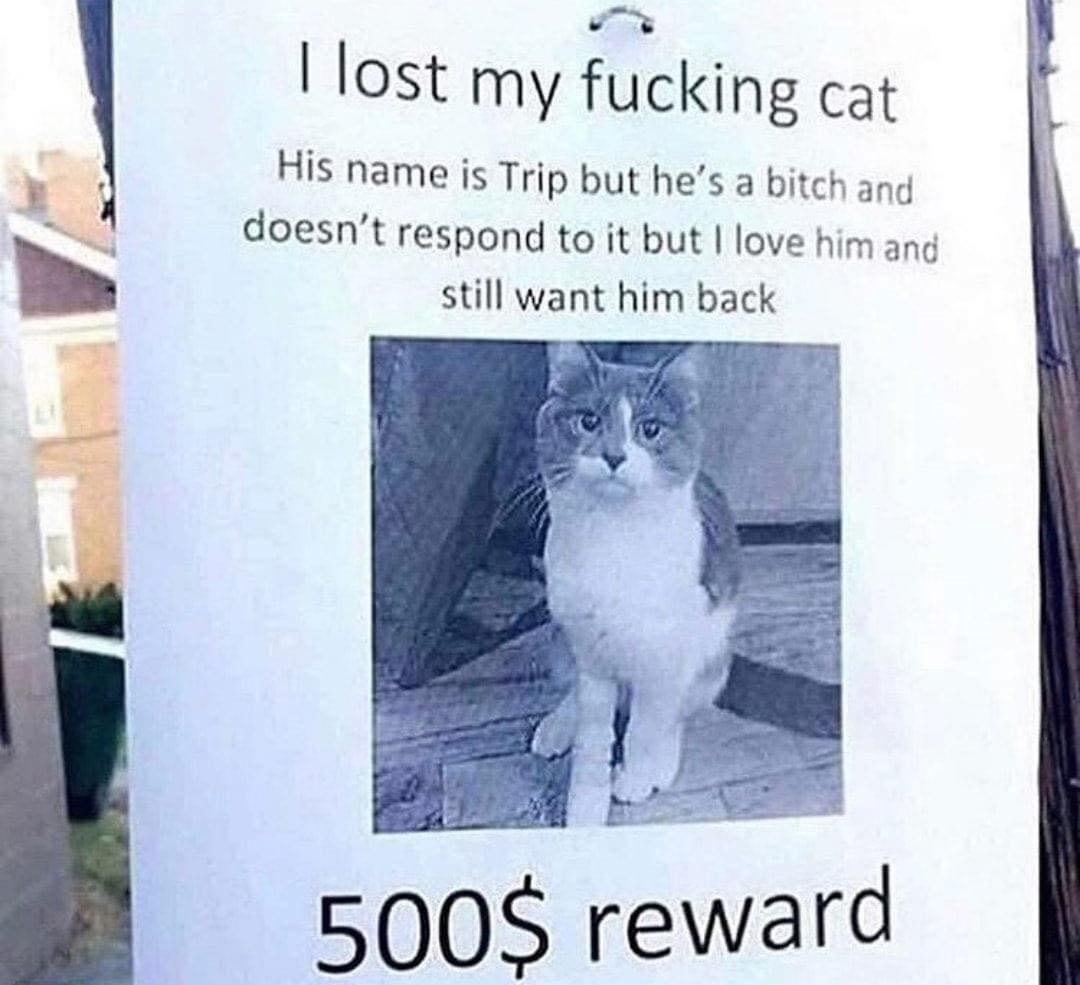 I lost my fucking cat
His name is Trip but he's a bitch and
doesn't respond to it but I love him and
still want him back
500$ reward